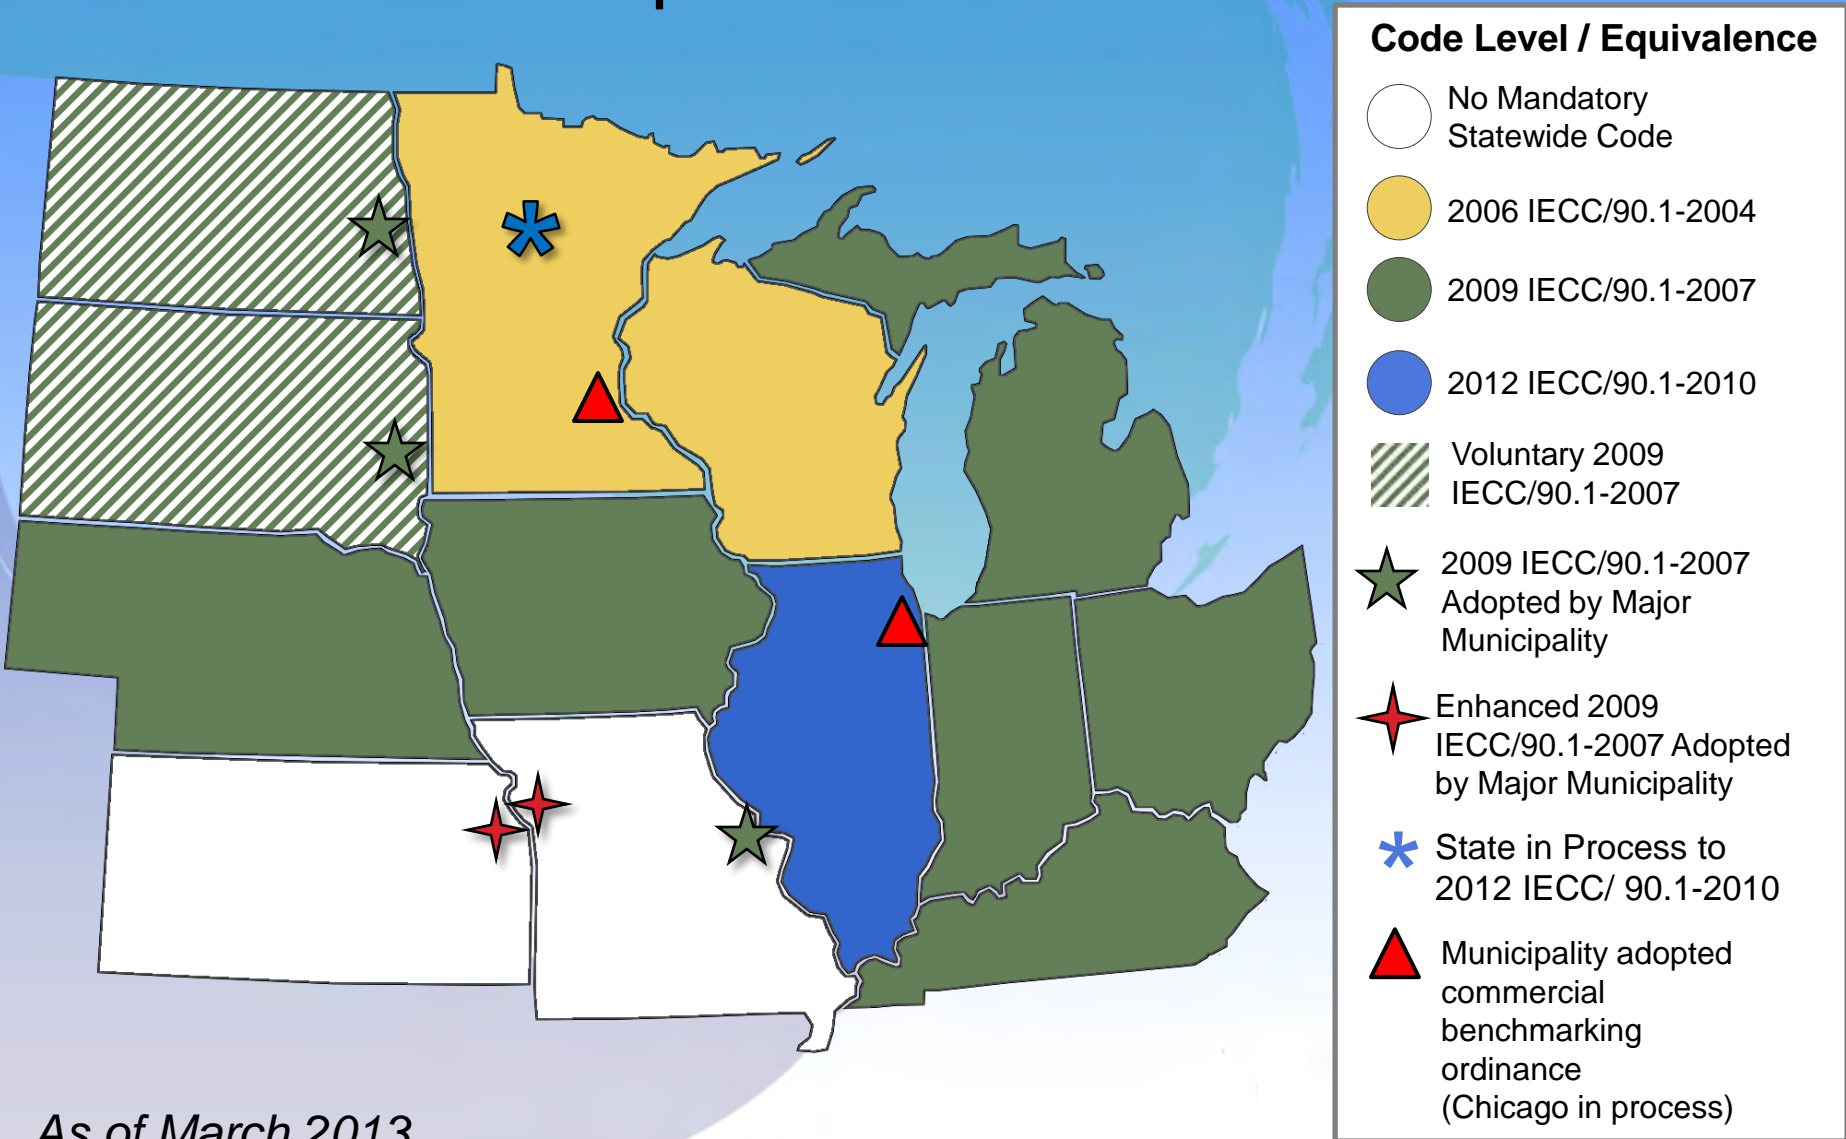 Code Level / Equivalence
No Mandatory
Statewide Code
2006 IECC/90.1-2004
2009 IECC/90.1-2007
2012 IECC/90.1-2010
Voluntary 2009
IECC/90.1-2007
2009 IECC/90.1-2007
Adopted by Major
Municipality
Enhanced 2009
IECC/90.1-2007 Adopted
by Major Municipality
State in Process to
2012 IECC/ 90.1-2010
Municipality adopted
commercial
benchmarking
ordinance
(Chicago in process)
As of March 2013